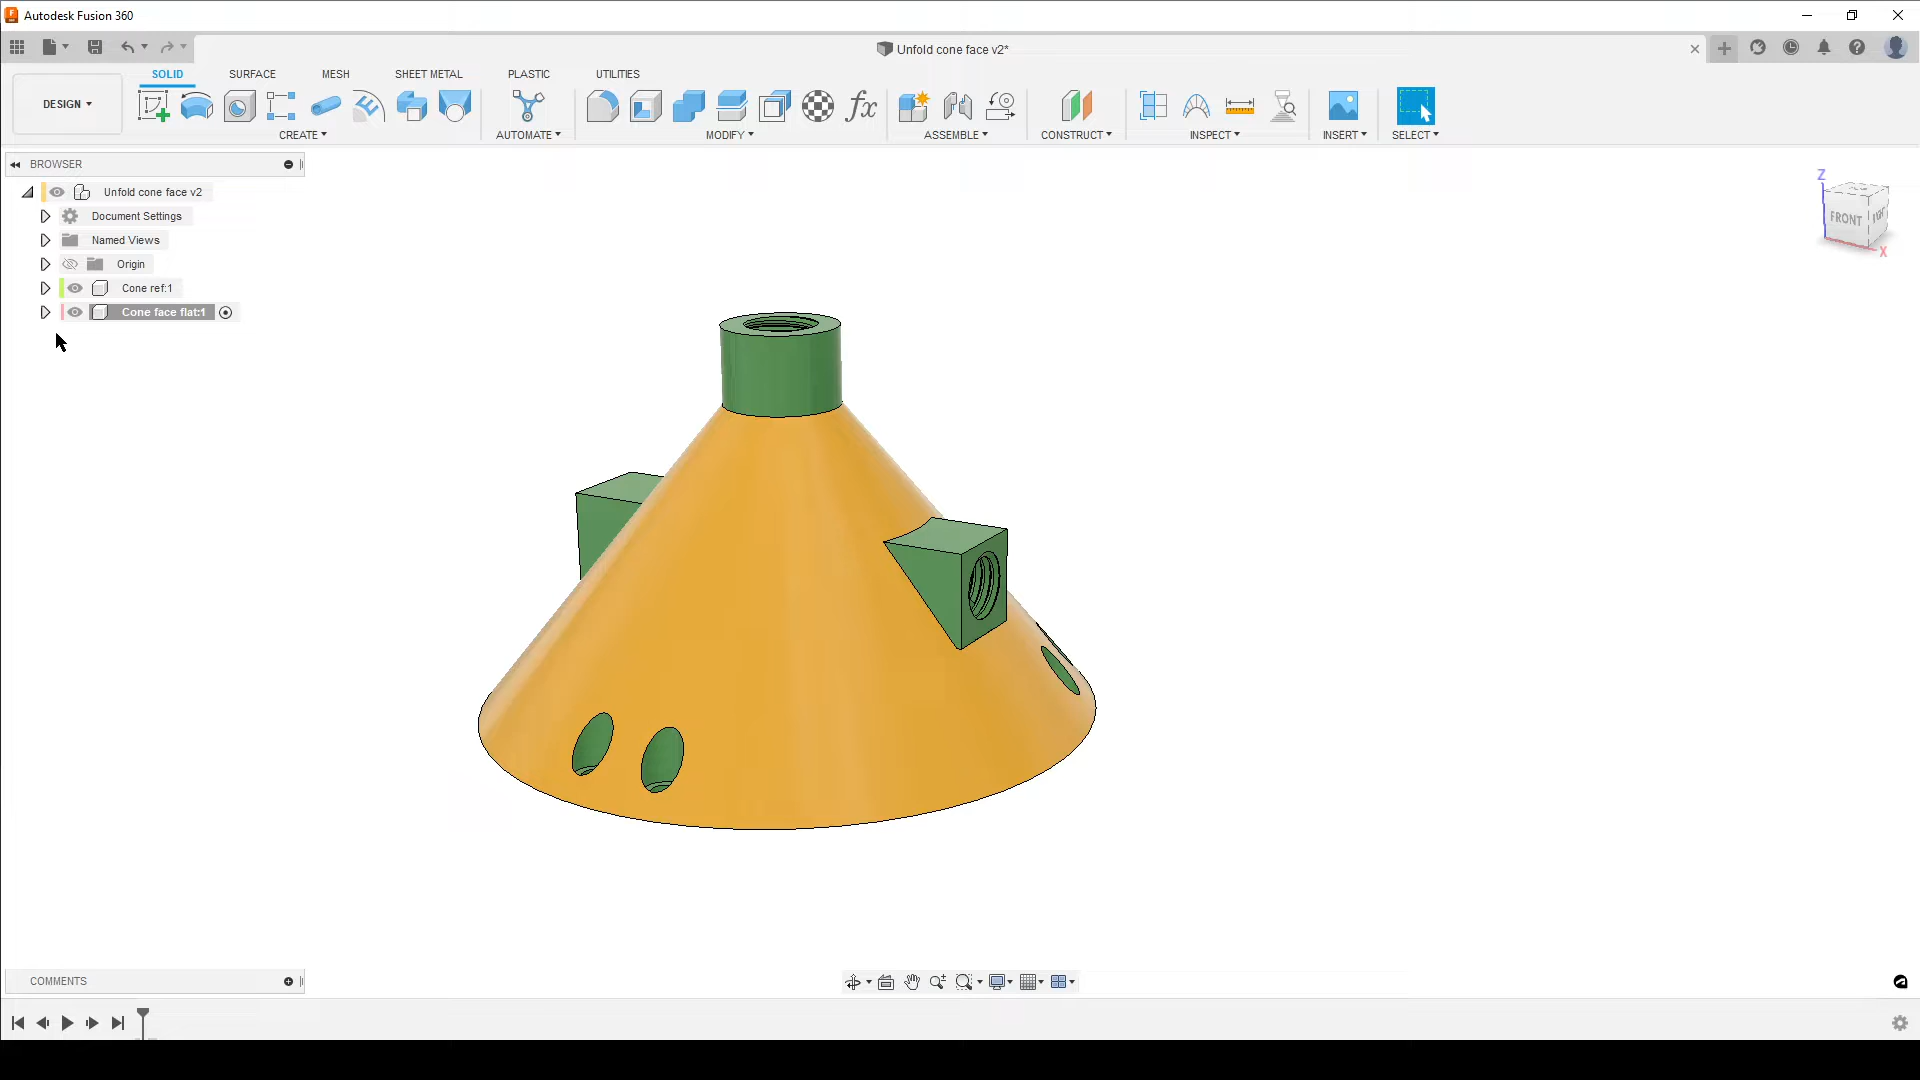 Autodesk Fusion 360
Unfold cone face v2*
SOLID SURFACE MESH SHEET METAL PLASTIC UTILITIES
DESIGN
CREATE AUTOMATE MODIFY ASSEMBLE CONSTRUCT INSPECT INSERT SELECT
fx
BROWSER
Unfold cone face v2
Document Settings
Named Views
Origin
Cone ref:1
Cone face flat:1
Z
FRONT
RIGHT
X
COMMENTS